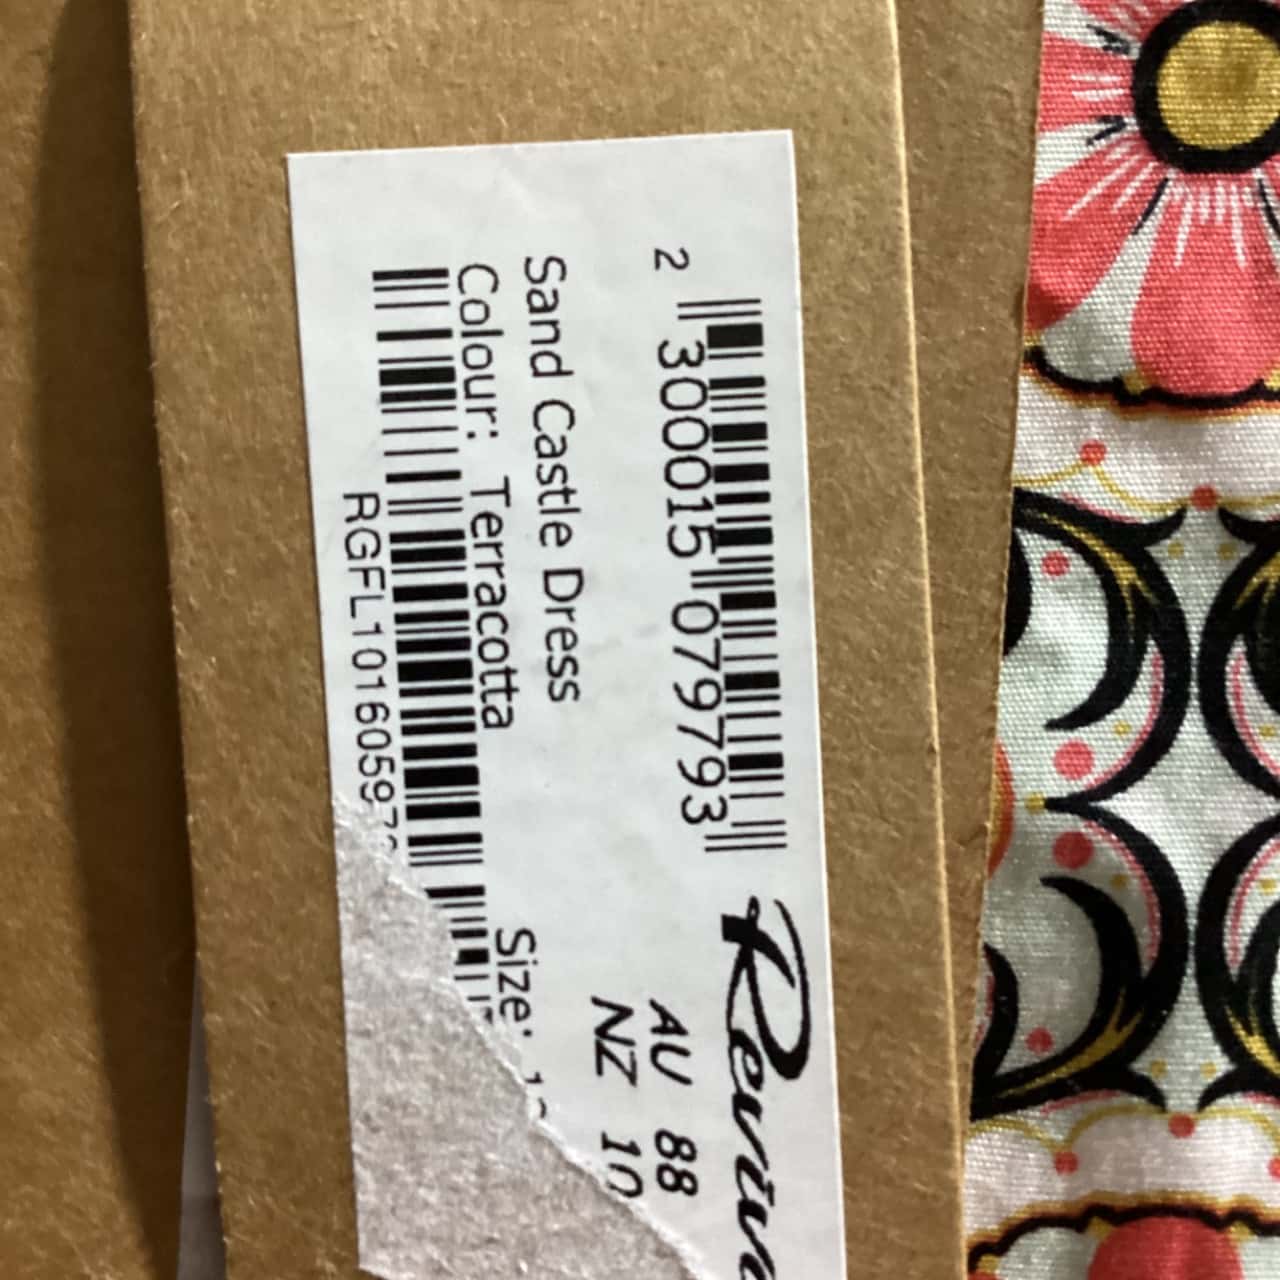 2 300015 079793
AU 88
NZ 10
Sand Castle Dress
Colour: Terracotta Size: